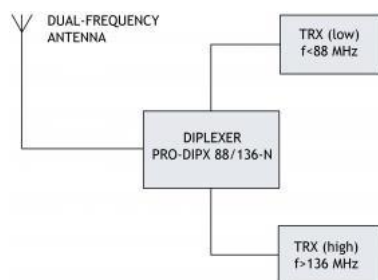 DUAL-FREQUENCY
ANTENNA
TRX (low)
f<88 MHz
DIPLEXER
PRO-DIPX 88/136-N
TRX (high)
f>136 MHz